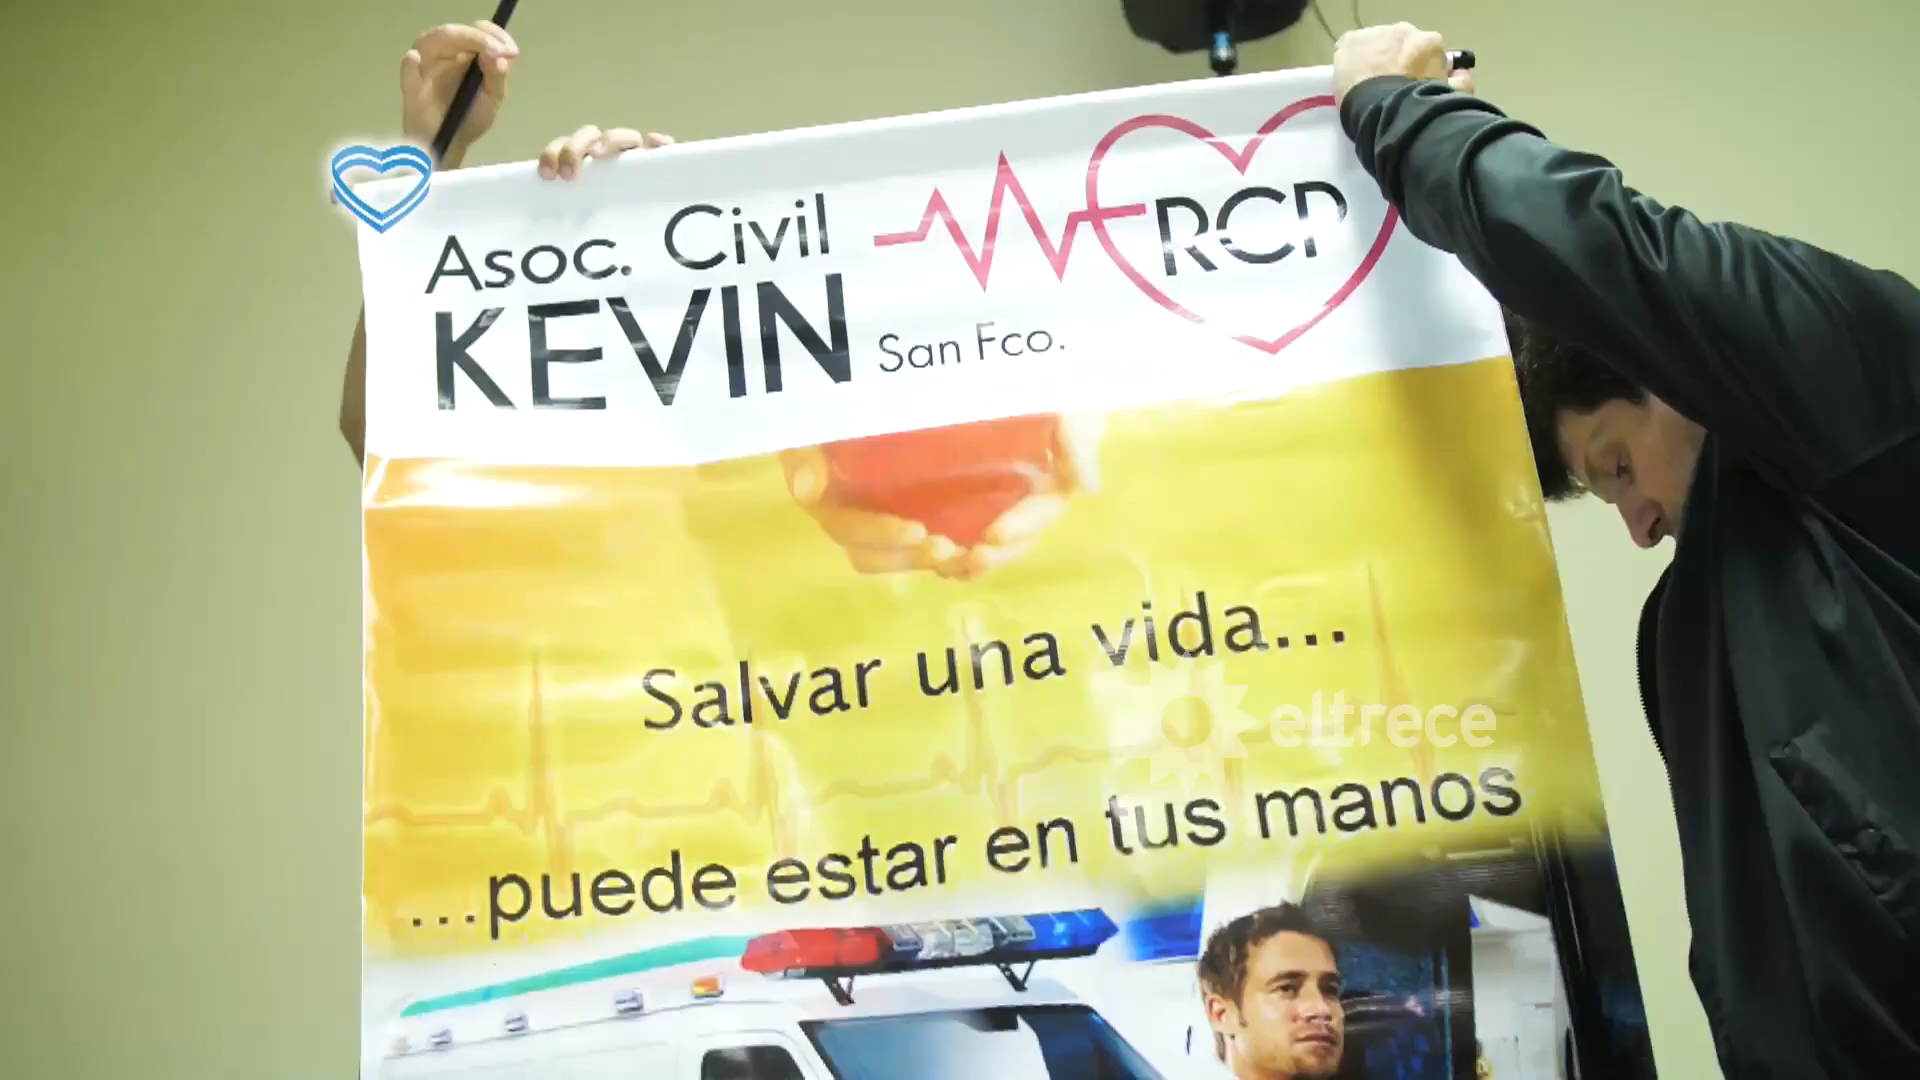 Asoc. Civil
KEVIN San Fco.
RCP
Salvar una vida...
...puede estar en tus manos
eltrece